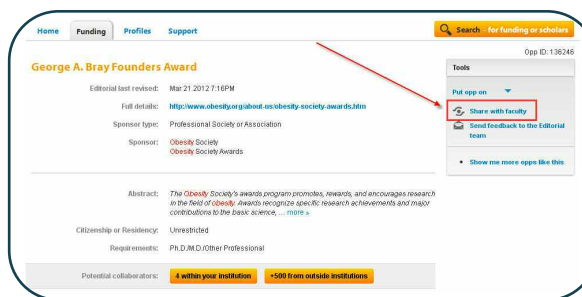 Home Funding Profiles Support
Search - for funding or scholars
Opp ID: 136246
George A. Bray Founders Award
Tools
Editorial last revised: Mar 21 2012 7:16PM
Put opp on
Full details: http://www.obesity.org/about-us/obesity-society-awards.htm
Share with faculty
Sponsor type: Professional Society or Association
Send feedback to the Editorial
team
Sponsor: Obesity Society
Obesity Society Awards
Show me more opps like this
Abstract: The Obesity Society's awards program promotes, rewards, and encourages research
in the field of obesity. Awards recognize specific research achievements and major
contributions to the basic science, ... more »
Citizenship or Residency: Unrestricted
Requirements: Ph.D./M.D./Other Professional
Potential collaborators: 4 within your institution +500 from outside institutions